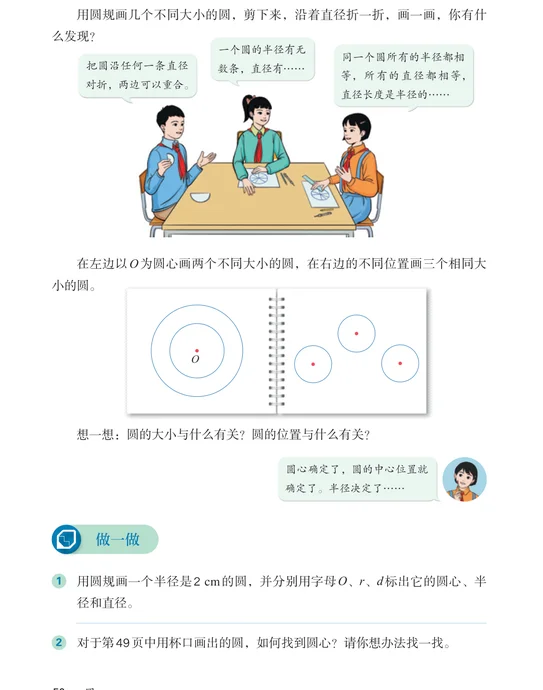 用圆规画几个不同大小的圆，剪下来，沿着直径折一折，画一画，你有什
么发现？
把圆沿任何一条直径
对折，两边可以重合。
一个圆的半径有无
数条，直径有……
同一个圆所有的半径都相
等，所有的直径都相等，
直径长度是半径的……
在左边以O为圆心画两个不同大小的圆，在右边的不同位置画三个相同大
小的圆。
O
想一想：圆的大小与什么有关？圆的位置与什么有关？
圆心确定了，圆的中心位置就
确定了。半径决定了……
做一做
1 用圆规画一个半径是2 cm的圆，并分别用字母O、r、d标出它的圆心、半
径和直径。
2 对于第49页中用杯口画出的圆，如何找到圆心？请你想办法找一找。